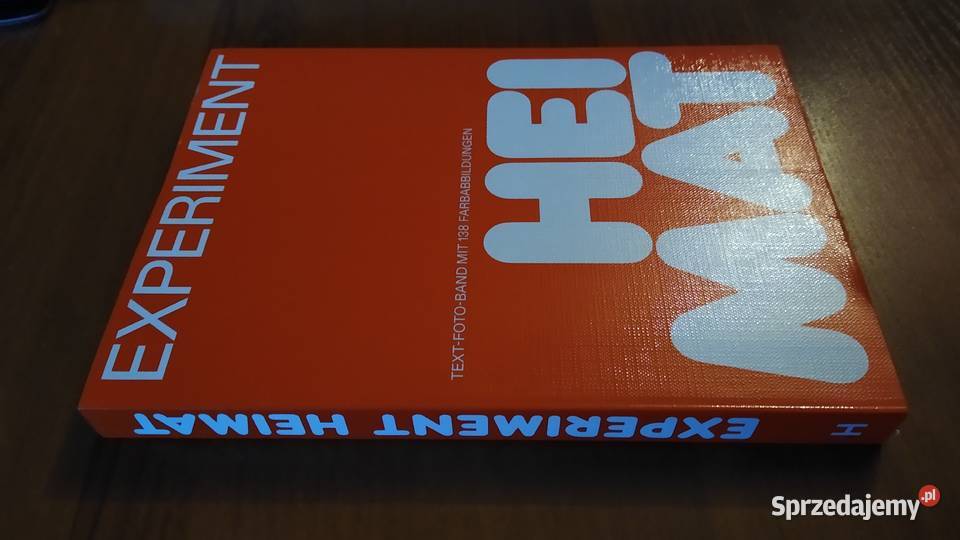 EXPERIMENT
TEXT-FOTO-BAND MIT 138 FARBABBILDUNGEN
HEI
MAT
EXPERIMENT HEIMAT
H
Sprzedajemy.pl